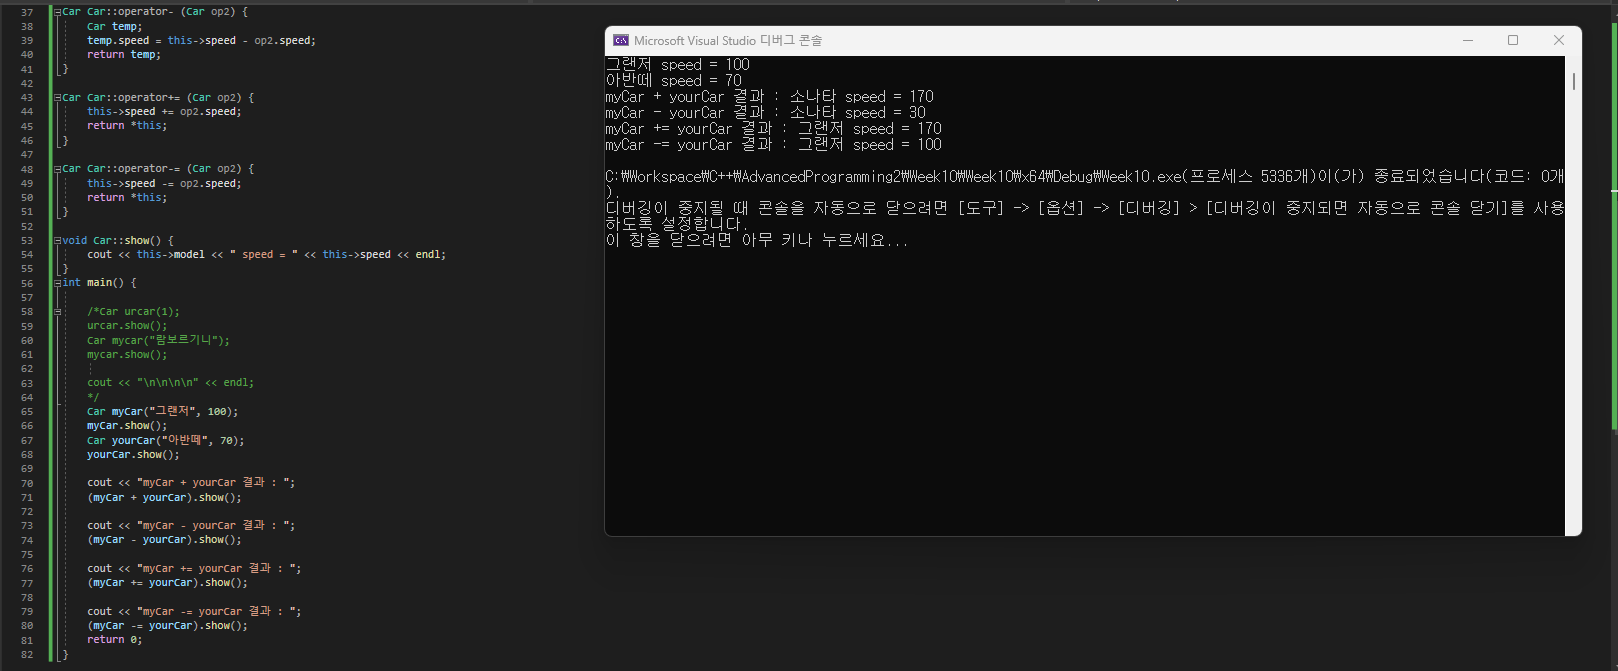 37 Car Car::operator- (Car op2) {
38 Car temp;
39 temp.speed = this->speed - op2.speed;
40 return temp;
41 }
42
43 Car Car::operator+= (Car op2) {
44 this->speed += op2.speed;
45 return *this;
46 }
47
48 Car Car::operator-= (Car op2) {
49 this->speed -= op2.speed;
50 return *this;
51 }
52
53 void Car::show() {
54 cout << this->model << " speed = " << this->speed << endl;
55 }
56 int main() {
57
58 /*Car urcar(1);
59 urcar.show();
60 Car mycar("람보르기니");
61 mycar.show();
62
63 cout << "\n\n\n\n" << endl;
64 */
65 Car myCar("그랜저", 100);
66 myCar.show();
67 Car yourCar("아반떼", 70);
68 yourCar.show();
69
70 cout << "myCar + yourCar 결과 : ";
71 (myCar + yourCar).show();
72
73 cout << "myCar - yourCar 결과 : ";
74 (myCar - yourCar).show();
75
76 cout << "myCar += yourCar 결과 : ";
77 (myCar += yourCar).show();
78
79 cout << "myCar -= yourCar 결과 : ";
80 (myCar -= yourCar).show();
81 return 0;
82 }
Microsoft Visual Studio 디버그 콘솔
그랜저 speed = 100
아반떼 speed = 70
myCar + yourCar 결과 : 소나타 speed = 170
myCar - yourCar 결과 : 소나타 speed = 30
myCar += yourCar 결과 : 그랜저 speed = 170
myCar -= yourCar 결과 : 그랜저 speed = 100
C:₩Workspace₩C++₩AdvancedProgramming2₩Week10₩Week10₩x64₩Debug₩Week10.exe(프로세스 5336개)이(가) 종료되었습니다(코드: 0개
).
디버깅이 중지될 때 콘솔을 자동으로 닫으려면 [도구] -> [옵션] -> [디버깅] > [디버깅이 중지되면 자동으로 콘솔 닫기]를 사용
하도록 설정합니다.
이 창을 닫으려면 아무 키나 누르세요...